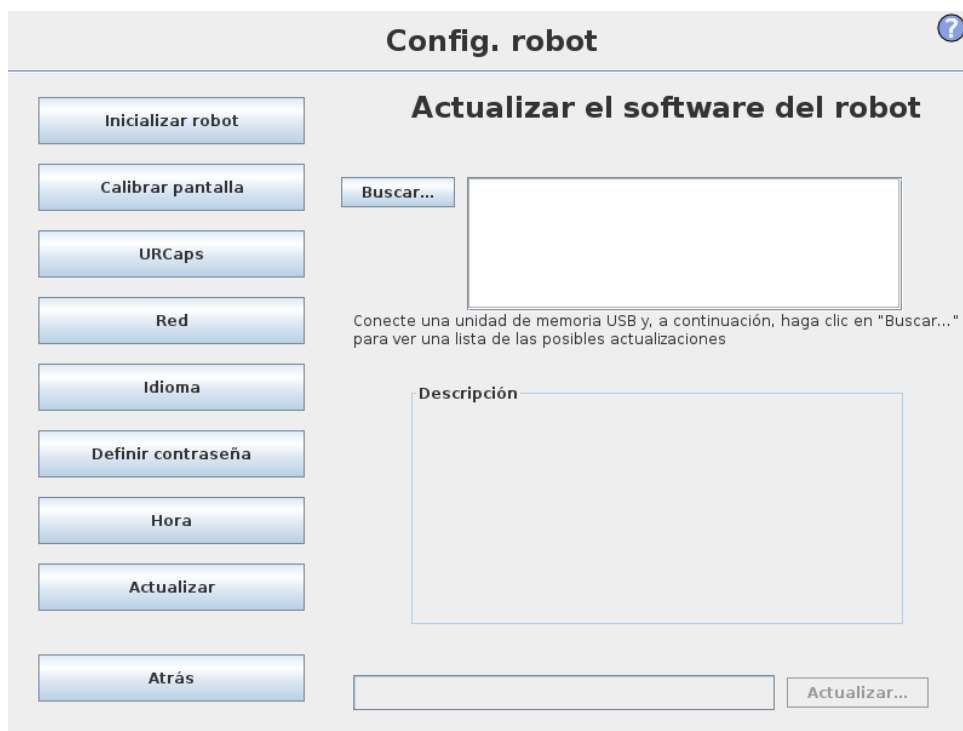 Config. robot
?
Inicializar robot
Calibrar pantalla
URCaps
Red
Idioma
Definir contraseña
Hora
Actualizar
Atrás
Actualizar el software del robot
Buscar...
Conecte una unidad de memoria USB y, a continuación, haga clic en "Buscar..."
para ver una lista de las posibles actualizaciones
Descripción
Actualizar...